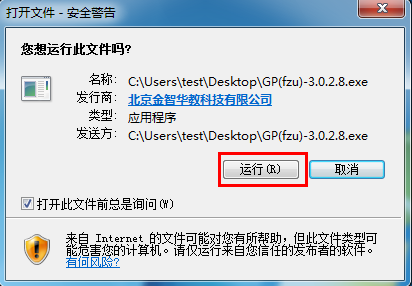 打开文件 - 安全警告
您想运行此文件吗?
名称: C:\Users\test\Desktop\GP(fzu)-3.0.2.8.exe
发行商: 北京金智华教科技有限公司
类型: 应用程序
发送方: C:\Users\test\Desktop\GP(fzu)-3.0.2.8.exe
运行(R) 取消
打开此文件前总是询问(W)
来自 Internet 的文件可能对您有所帮助，但此文件类型可
能危害您的计算机。请仅运行来自您信任的发布者的软件。
有何风险?